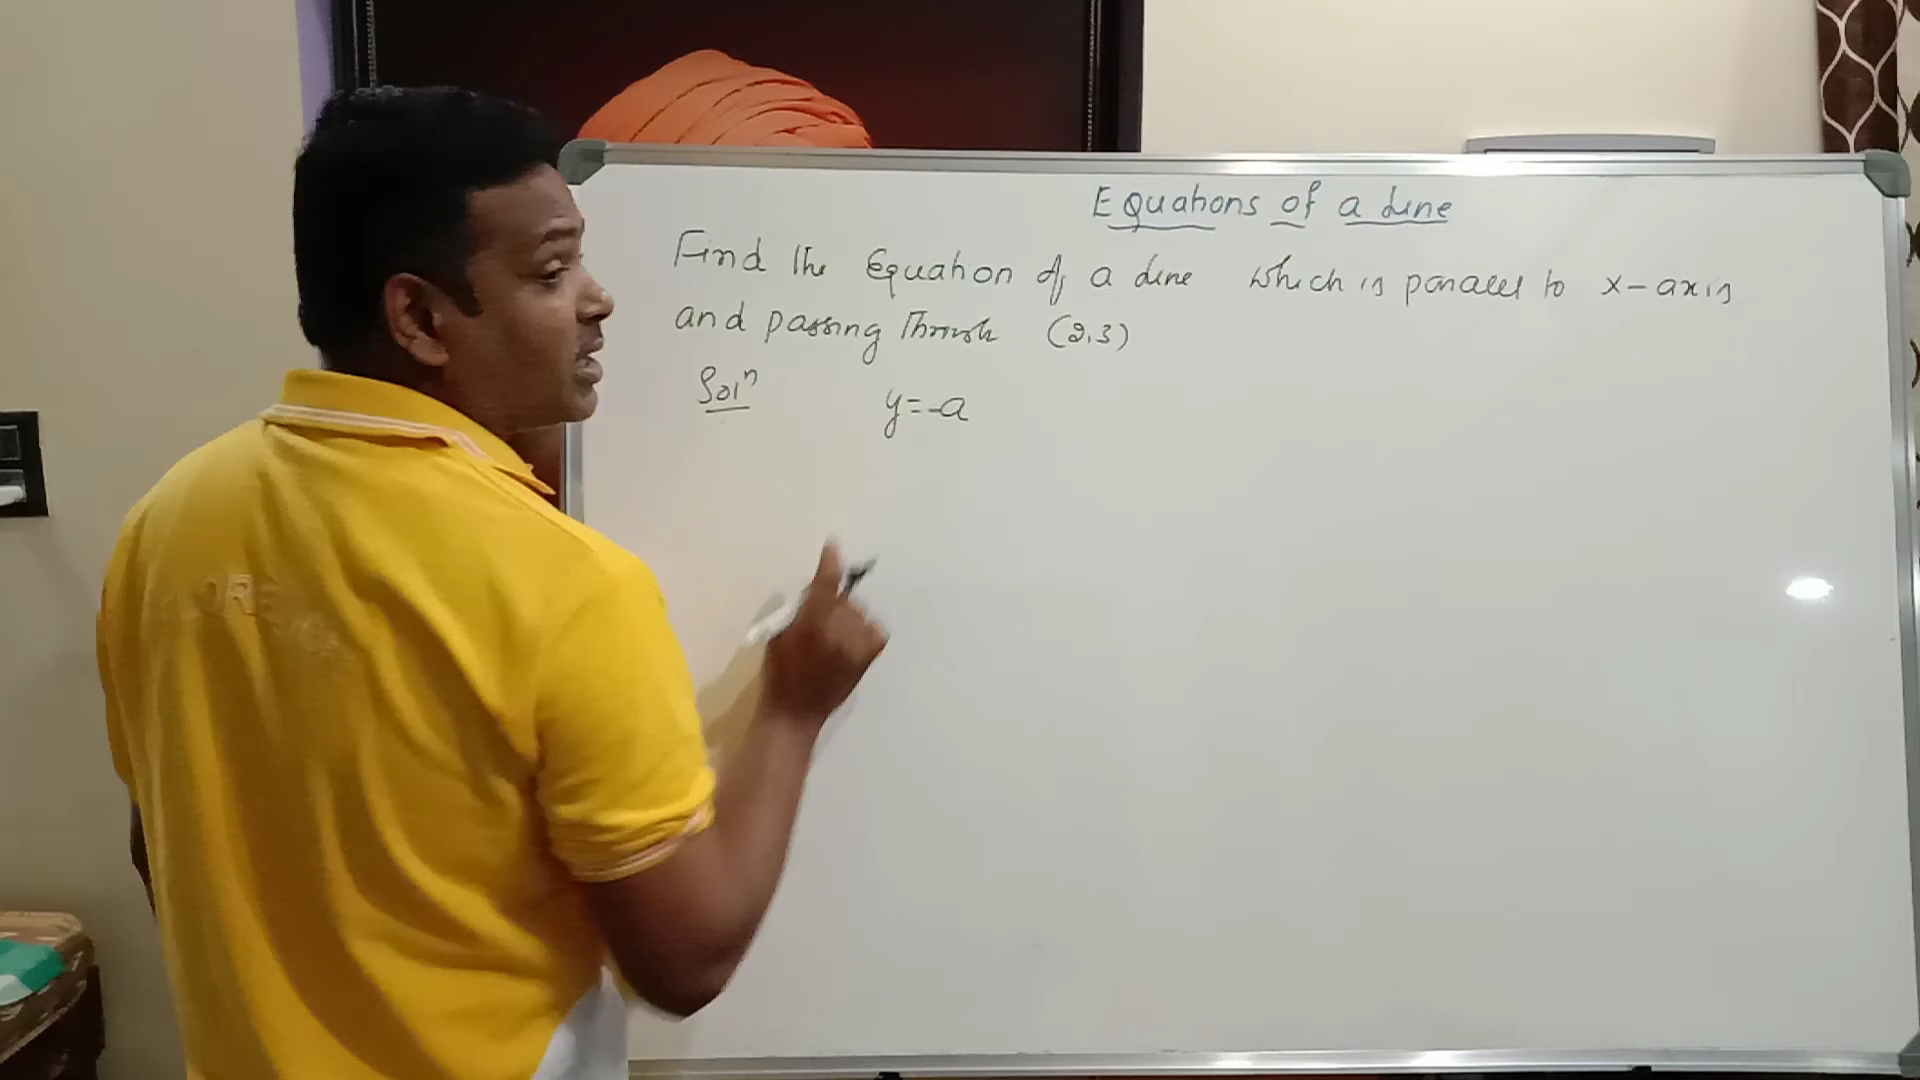 Equations of a line
Find the Equation of a line which is parallel to x-axis
and passing through (2,3)
Solⁿ y=-a